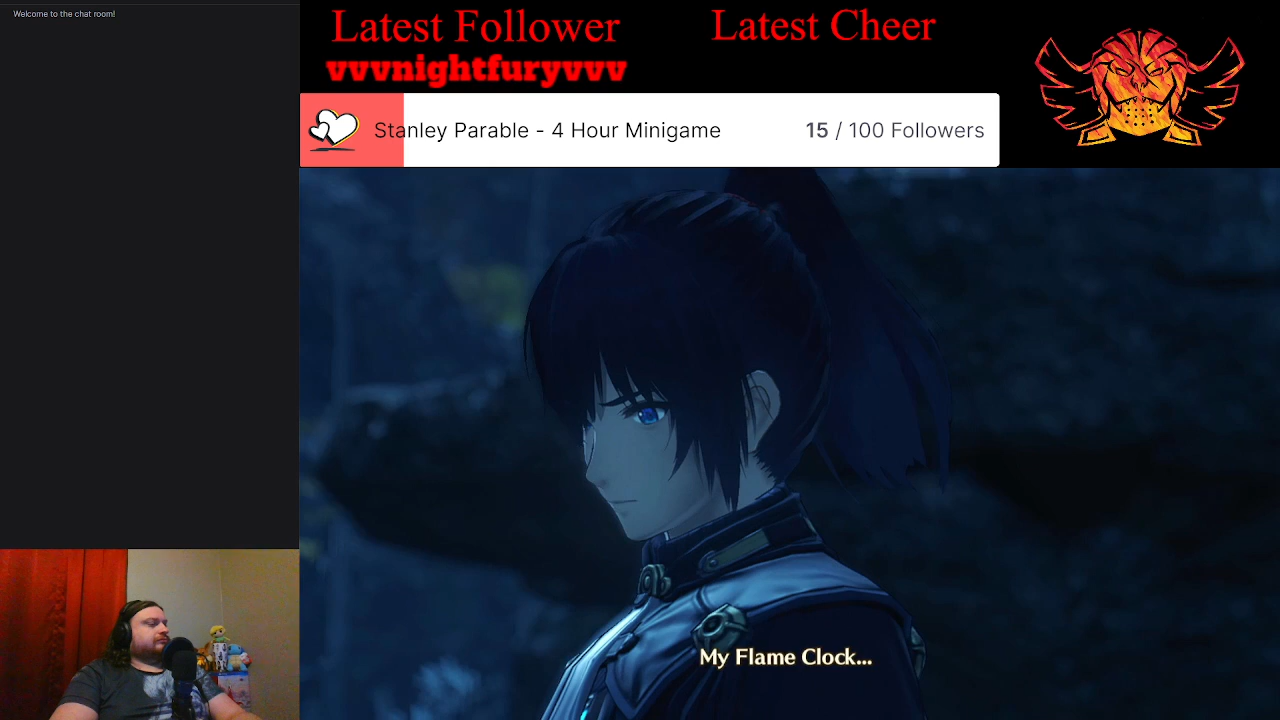 Welcome to the chat room!
Latest Follower
vvvnightfuryvvv
Latest Cheer
Stanley Parable - 4 Hour Minigame
15 / 100 Followers
My Flame Clock...